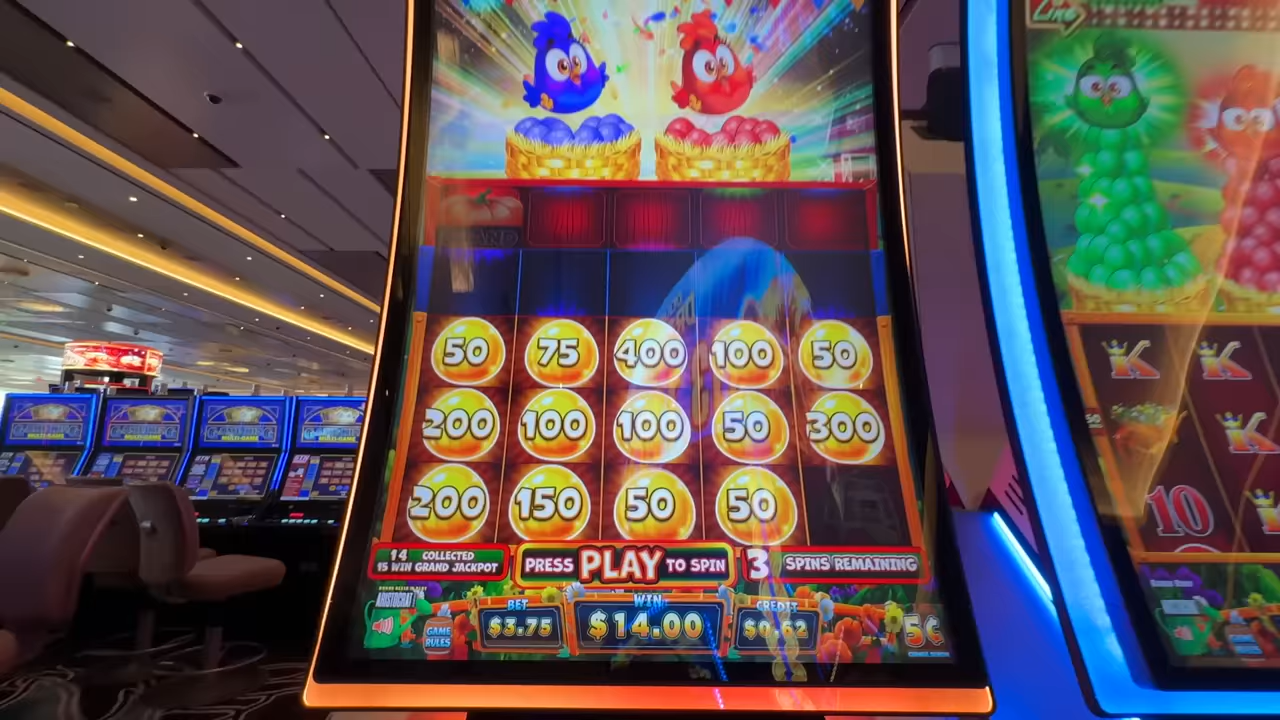 50 75 400 100 50
200 100 100 50 300
200 150 50 50
14 COLLECTED
15 WIN GRAND JACKPOT
PRESS PLAY TO SPIN
3 SPINS REMAINING
ARISTOCRAT
GAME
RULES
BET
$3.75
WIN
$14.00
CREDIT
$0.62
5¢
K K
K
10